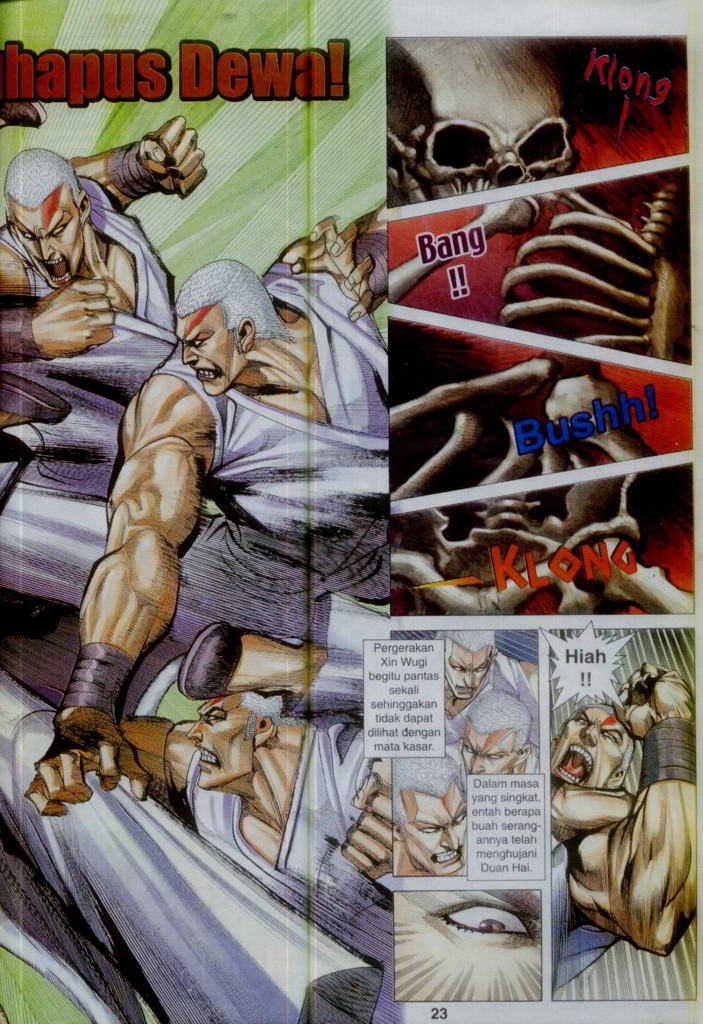 hapus Dewa!
Klong
!
Bang
!!
Bushh!
KLONG
Pergerakan
Xin Wugi
begitu pantas
sekali
sehinggakan
tidak dapat
dilihat dengan
mata kasar.
Dalam masa
yang singkat,
entah berapa
buah serang-
annya telah
menghujani
Duan Hai.
Hiah
!!
23